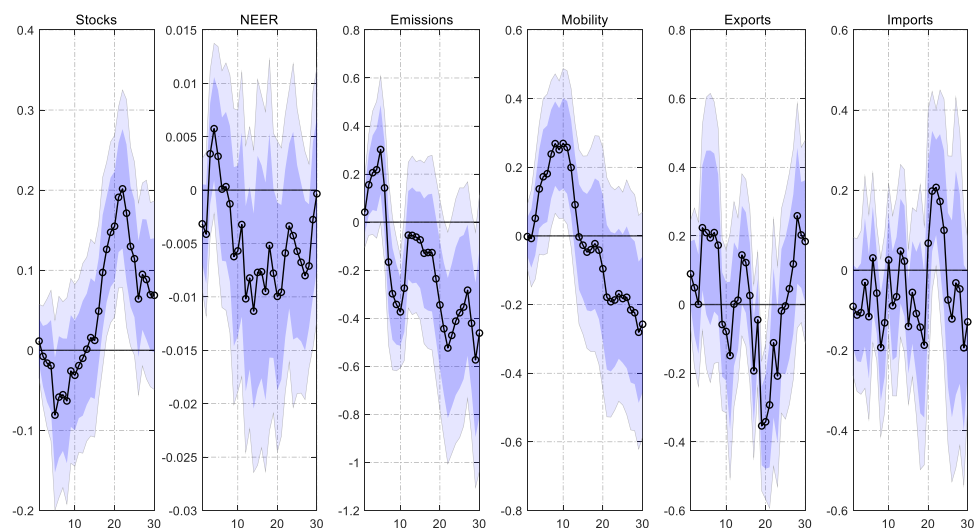 Stocks NEER Emissions Mobility Exports Imports
0.4 0.015 0.8 0.6 0.8 0.6
0.01 0.6 0.6
0.3 0.4 0.4
0.005 0.4 0.4
0.2 0 0.2 0.2 0.2 0.2
0 0
-0.005 -0.2
0.1 -0.01 0 0
-0.4 -0.2
0 -0.015 -0.6 0 -0.2
-0.4 -0.2
-0.02 -0.8
-0.1 -0.6 -0.4 -0.4
-0.025 -1
-0.2 -0.03 -1.2 -0.8 -0.6 -0.6
10 20 30 10 20 30 10 20 30 10 20 30 10 20 30 10 20 30